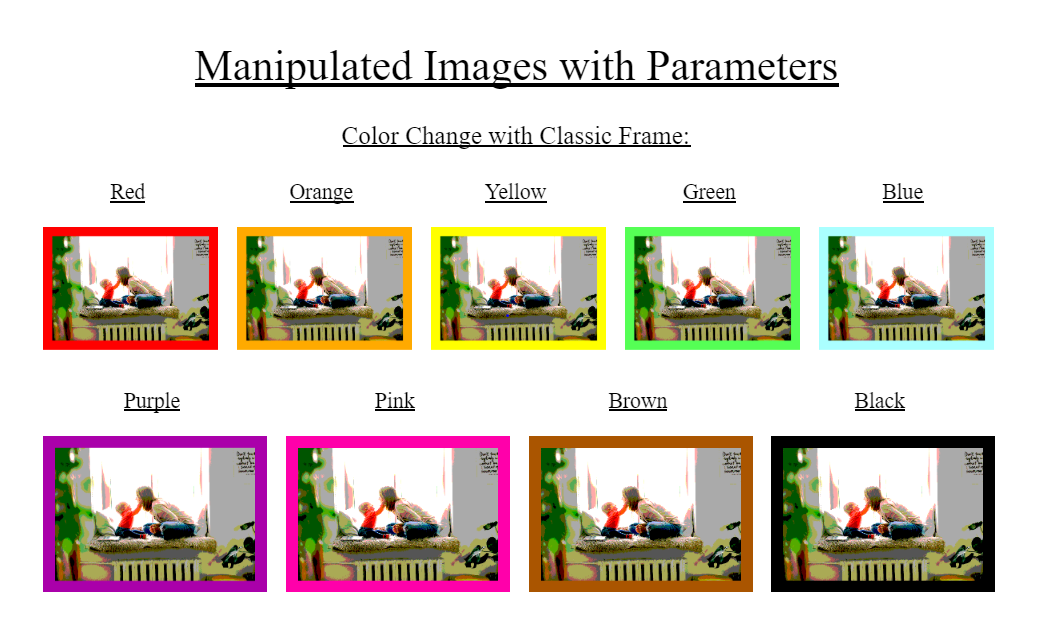 Manipulated Images with Parameters
Color Change with Classic Frame:
Red Orange Yellow Green Blue
Purple Pink Brown Black